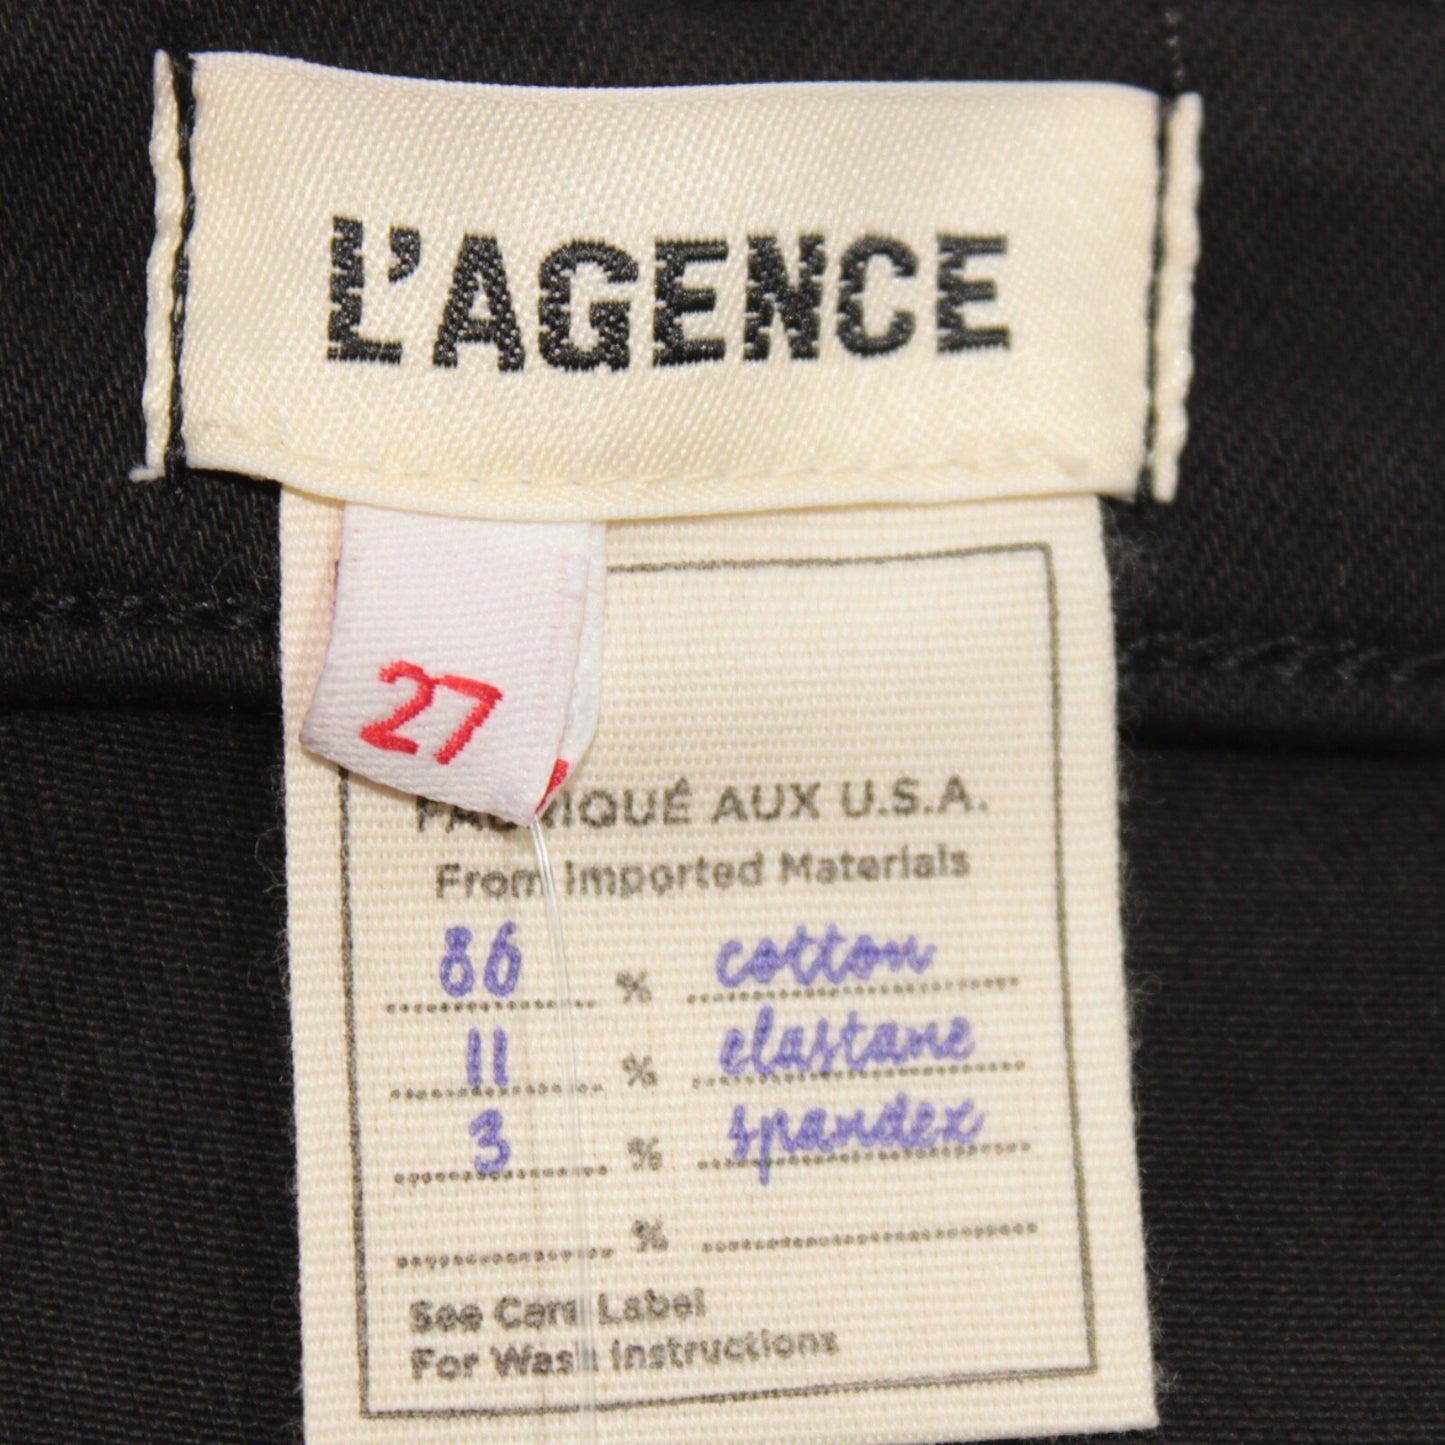 L'AGENCE
27
AUX U.S.A.
From Imported Materials
86 % cotton
11 % elastane
3 % spandex
%
See Care Label
For Wash Instructions